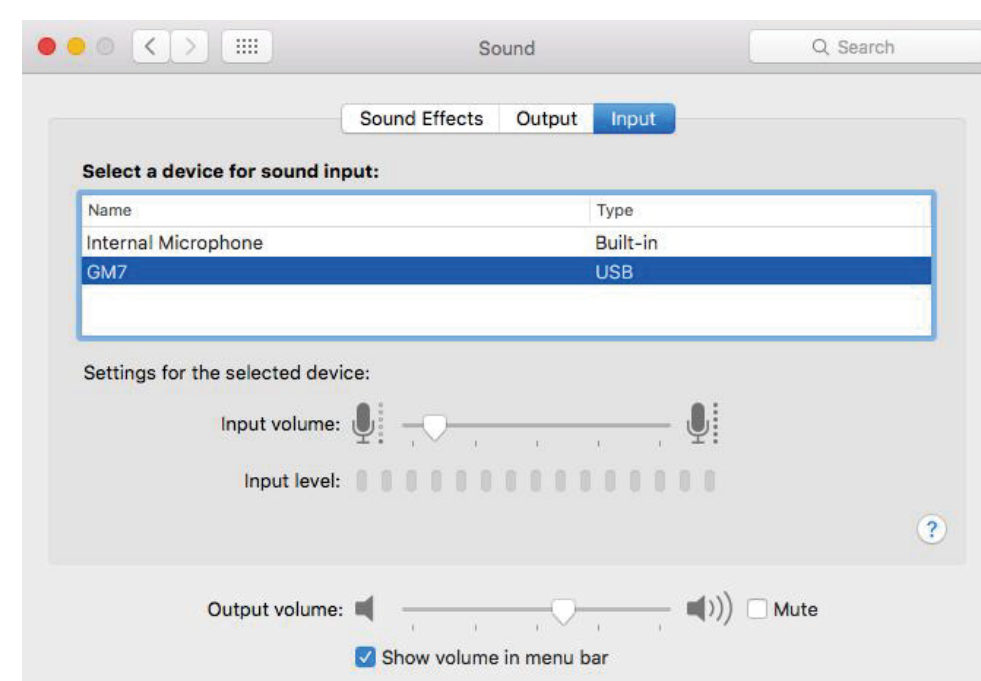 Sound
Search
Sound Effects Output Input
Select a device for sound input:
Name Type
Internal Microphone Built-in
GM7 USB
Settings for the selected device:
Input volume:
Input level:
?
Output volume: Mute
Show volume in menu bar